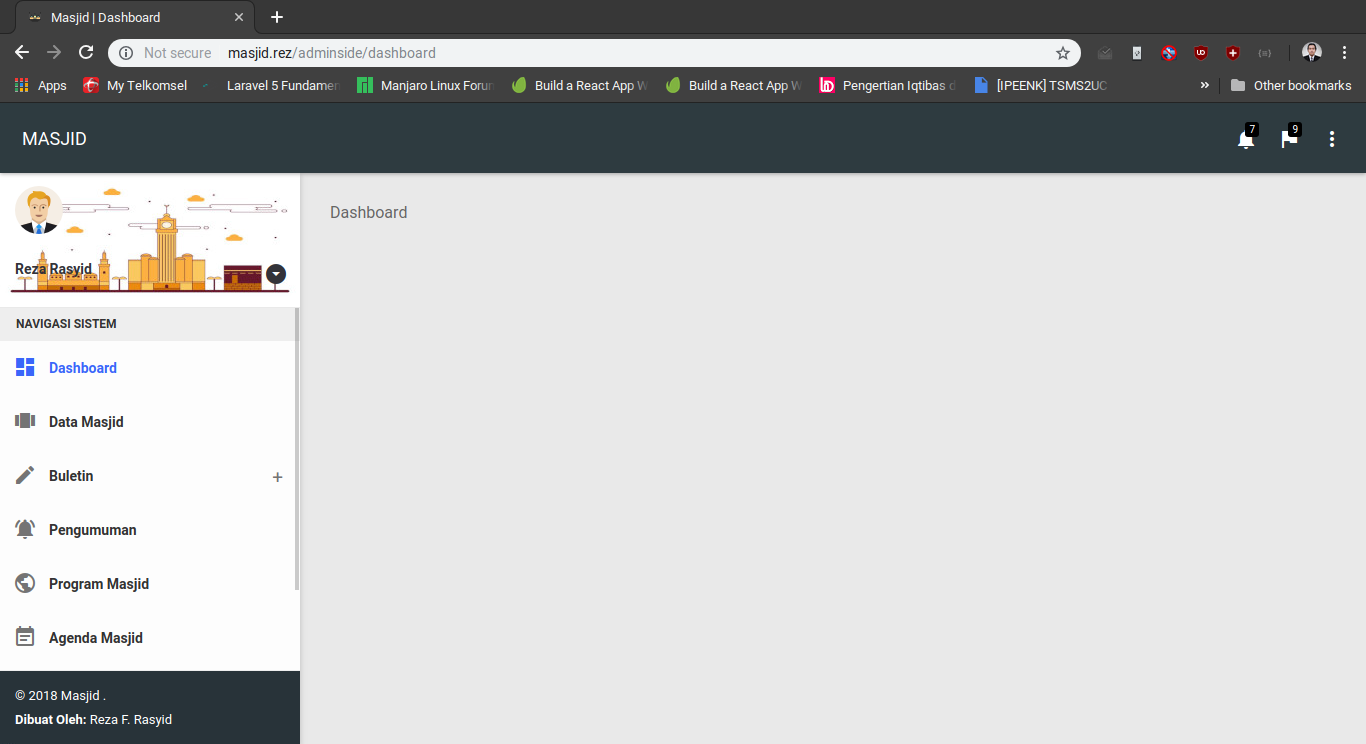 Masjid | Dashboard
Not secure masjid.rez/adminside/dashboard
Apps My Telkomsel Laravel 5 Fundamen Manjaro Linux Forun Build a React App W Build a React App W Pengertian Iqtibas d [IPEENK] TSMS2UC » Other bookmarks
MASJID 7 9
Dashboard
Reza Rasyid
NAVIGASI SISTEM
Dashboard
Data Masjid
Buletin +
Pengumuman
Program Masjid
Agenda Masjid
© 2018 Masjid .
Dibuat Oleh: Reza F. Rasyid